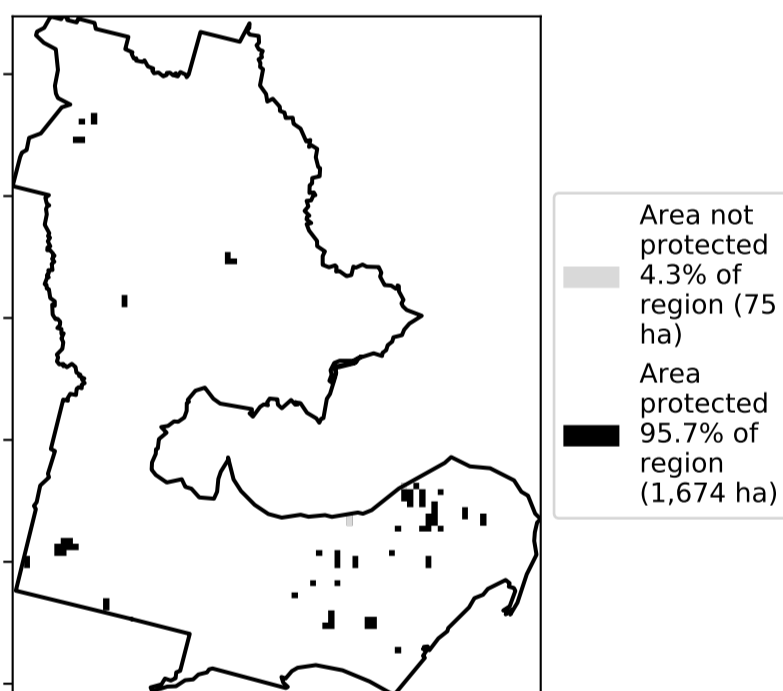 Area not
protected
4.3% of
region (75
ha)
Area
protected
95.7% of
region
(1,674 ha)